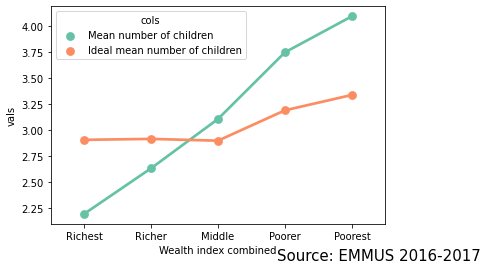 cols
Mean number of children
Ideal mean number of children
vals
4.00
3.75
3.50
3.25
3.00
2.75
2.50
2.25
Richest Richer Middle Poorer Poorest
Wealth index combined
Source: EMMUS 2016-2017